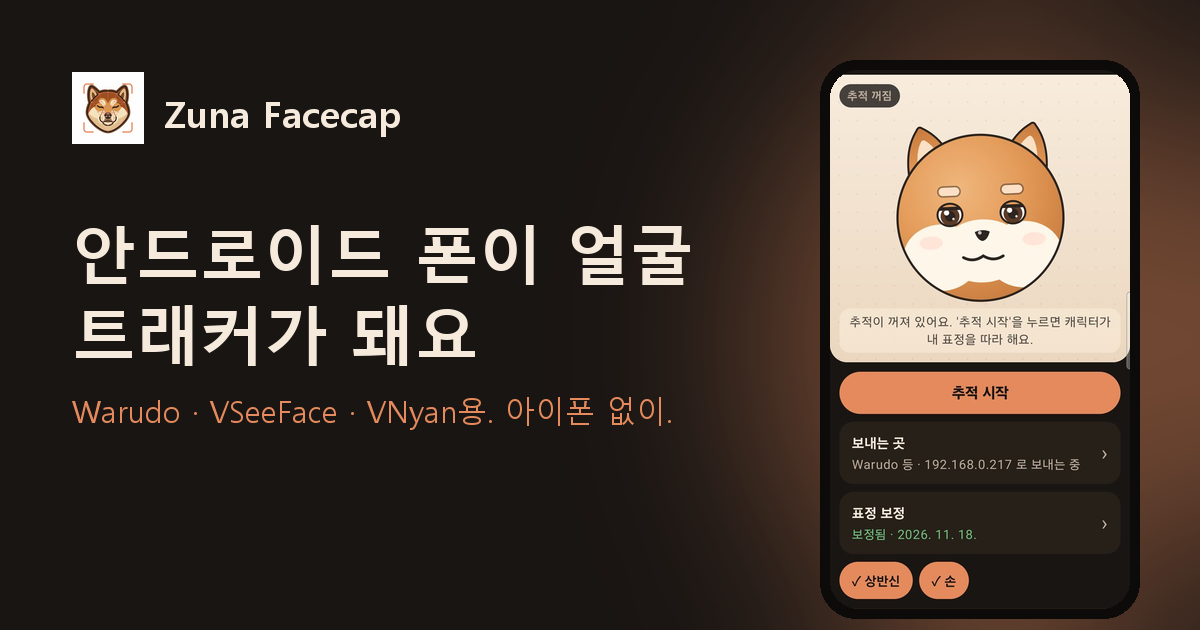 Zuna Facecap
안드로이드 폰이 얼굴
트래커가 돼요
Warudo · VSeeFace · VNyan용. 아이폰 없이.
추적 꺼짐
추적이 꺼져 있어요. '추적 시작'을 누르면 캐릭터가
내 표정을 따라 해요.
추적 시작
보내는 곳
Warudo 등 · 192.168.0.217 로 보내는 중
표정 보정
보정됨 · 2026. 11. 18.
✓ 상반신
✓ 손